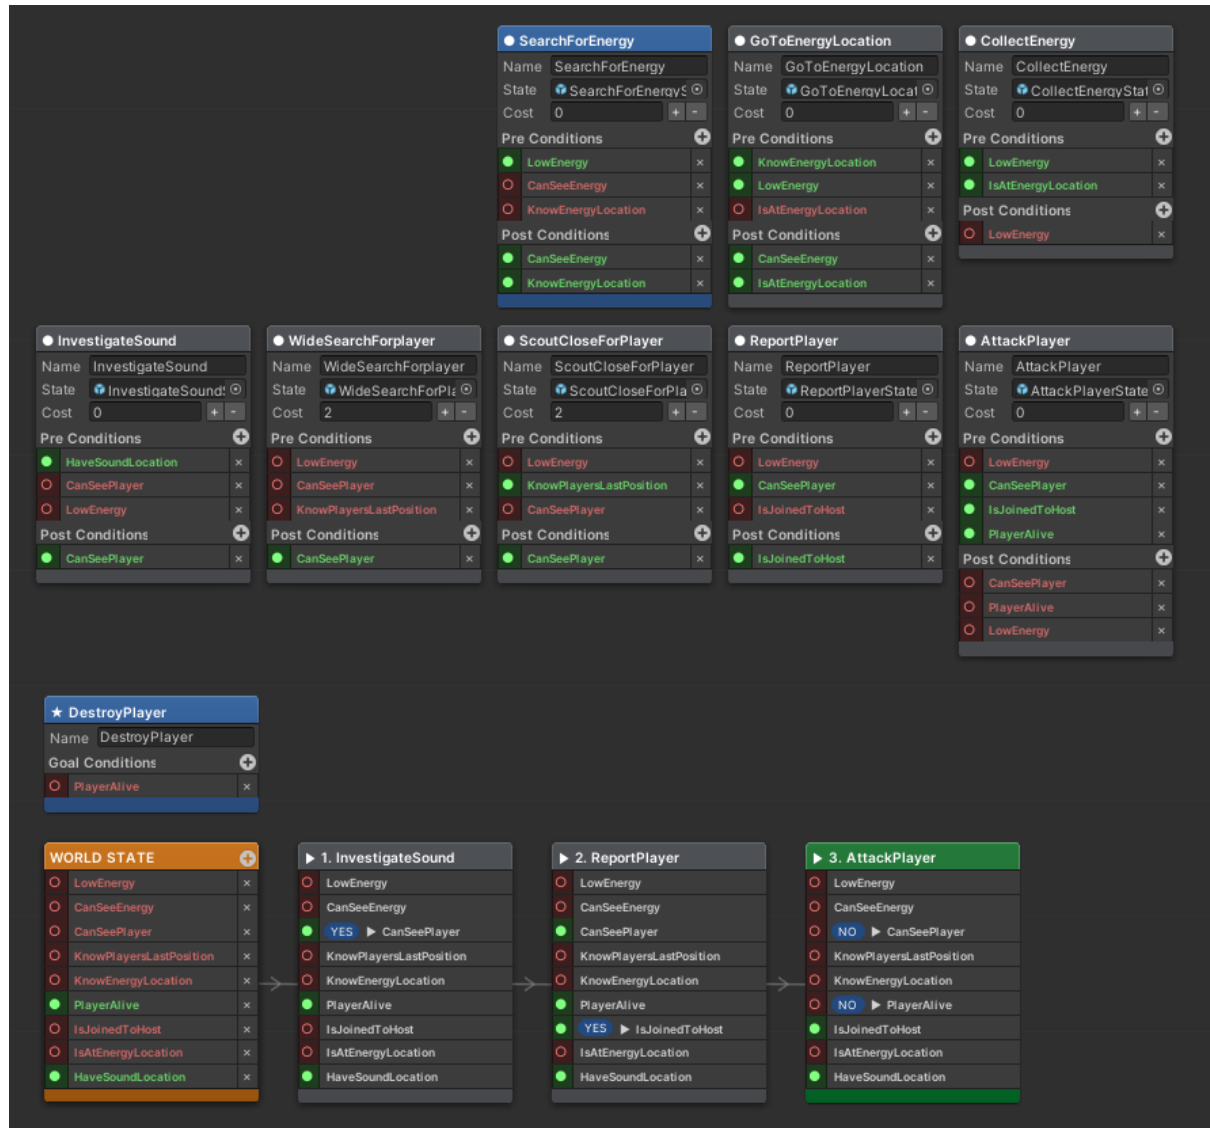 SearchForEnergy
Name SearchForEnergy
State SearchForEnergyS
Cost 0 + -
Pre Conditions
LowEnergy ×
CanSeeEnergy ×
KnowEnergyLocation ×
Post Conditions
CanSeeEnergy ×
KnowEnergyLocation ×
GoToEnergyLocation
Name GoToEnergyLocation
State GoToEnergyLocat
Cost 0 + -
Pre Conditions
KnowEnergyLocation ×
LowEnergy ×
IsAtEnergyLocation ×
Post Conditions
CanSeeEnergy ×
IsAtEnergyLocation ×
CollectEnergy
Name CollectEnergy
State CollectEnergyStat
Cost 0 + -
Pre Conditions
LowEnergy ×
IsAtEnergyLocation ×
Post Conditions
LowEnergy ×
InvestigateSound
Name InvestigateSound
State InvestigateSound
Cost 0 + -
Pre Conditions
HaveSoundLocation ×
CanSeePlayer ×
LowEnergy ×
Post Conditions
CanSeePlayer ×
WideSearchForplayer
Name WideSearchForplayer
State WideSearchForPla
Cost 2 + -
Pre Conditions
LowEnergy ×
CanSeePlayer ×
KnowPlayersLastPosition ×
Post Conditions
CanSeePlayer ×
ScoutCloseForPlayer
Name ScoutCloseForPlayer
State ScoutCloseForPla
Cost 2 + -
Pre Conditions
LowEnergy ×
KnowPlayersLastPosition ×
CanSeePlayer ×
Post Conditions
CanSeePlayer ×
ReportPlayer
Name ReportPlayer
State ReportPlayerState
Cost 0 + -
Pre Conditions
LowEnergy ×
CanSeePlayer ×
IsJoinedToHost ×
Post Conditions
IsJoinedToHost ×
AttackPlayer
Name AttackPlayer
State AttackPlayerState
Cost 0 + -
Pre Conditions
LowEnergy ×
CanSeePlayer ×
IsJoinedToHost ×
PlayerAlive ×
Post Conditions
CanSeePlayer ×
PlayerAlive ×
LowEnergy ×
★ DestroyPlayer
Name DestroyPlayer
Goal Conditions
PlayerAlive ×
WORLD STATE
LowEnergy ×
CanSeeEnergy ×
CanSeePlayer ×
KnowPlayersLastPosition ×
KnowEnergyLocation ×
PlayerAlive ×
IsJoinedToHost ×
IsAtEnergyLocation ×
HaveSoundLocation ×
▶ 1. InvestigateSound
LowEnergy
CanSeeEnergy
YES ▶ CanSeePlayer
KnowPlayersLastPosition
KnowEnergyLocation
PlayerAlive
IsJoinedToHost
IsAtEnergyLocation
HaveSoundLocation
▶ 2. ReportPlayer
LowEnergy
CanSeeEnergy
CanSeePlayer
KnowPlayersLastPosition
KnowEnergyLocation
PlayerAlive
YES ▶ IsJoinedToHost
IsAtEnergyLocation
HaveSoundLocation
▶ 3. AttackPlayer
LowEnergy
CanSeeEnergy
NO ▶ CanSeePlayer
KnowPlayersLastPosition
KnowEnergyLocation
NO ▶ PlayerAlive
IsJoinedToHost
IsAtEnergyLocation
HaveSoundLocation